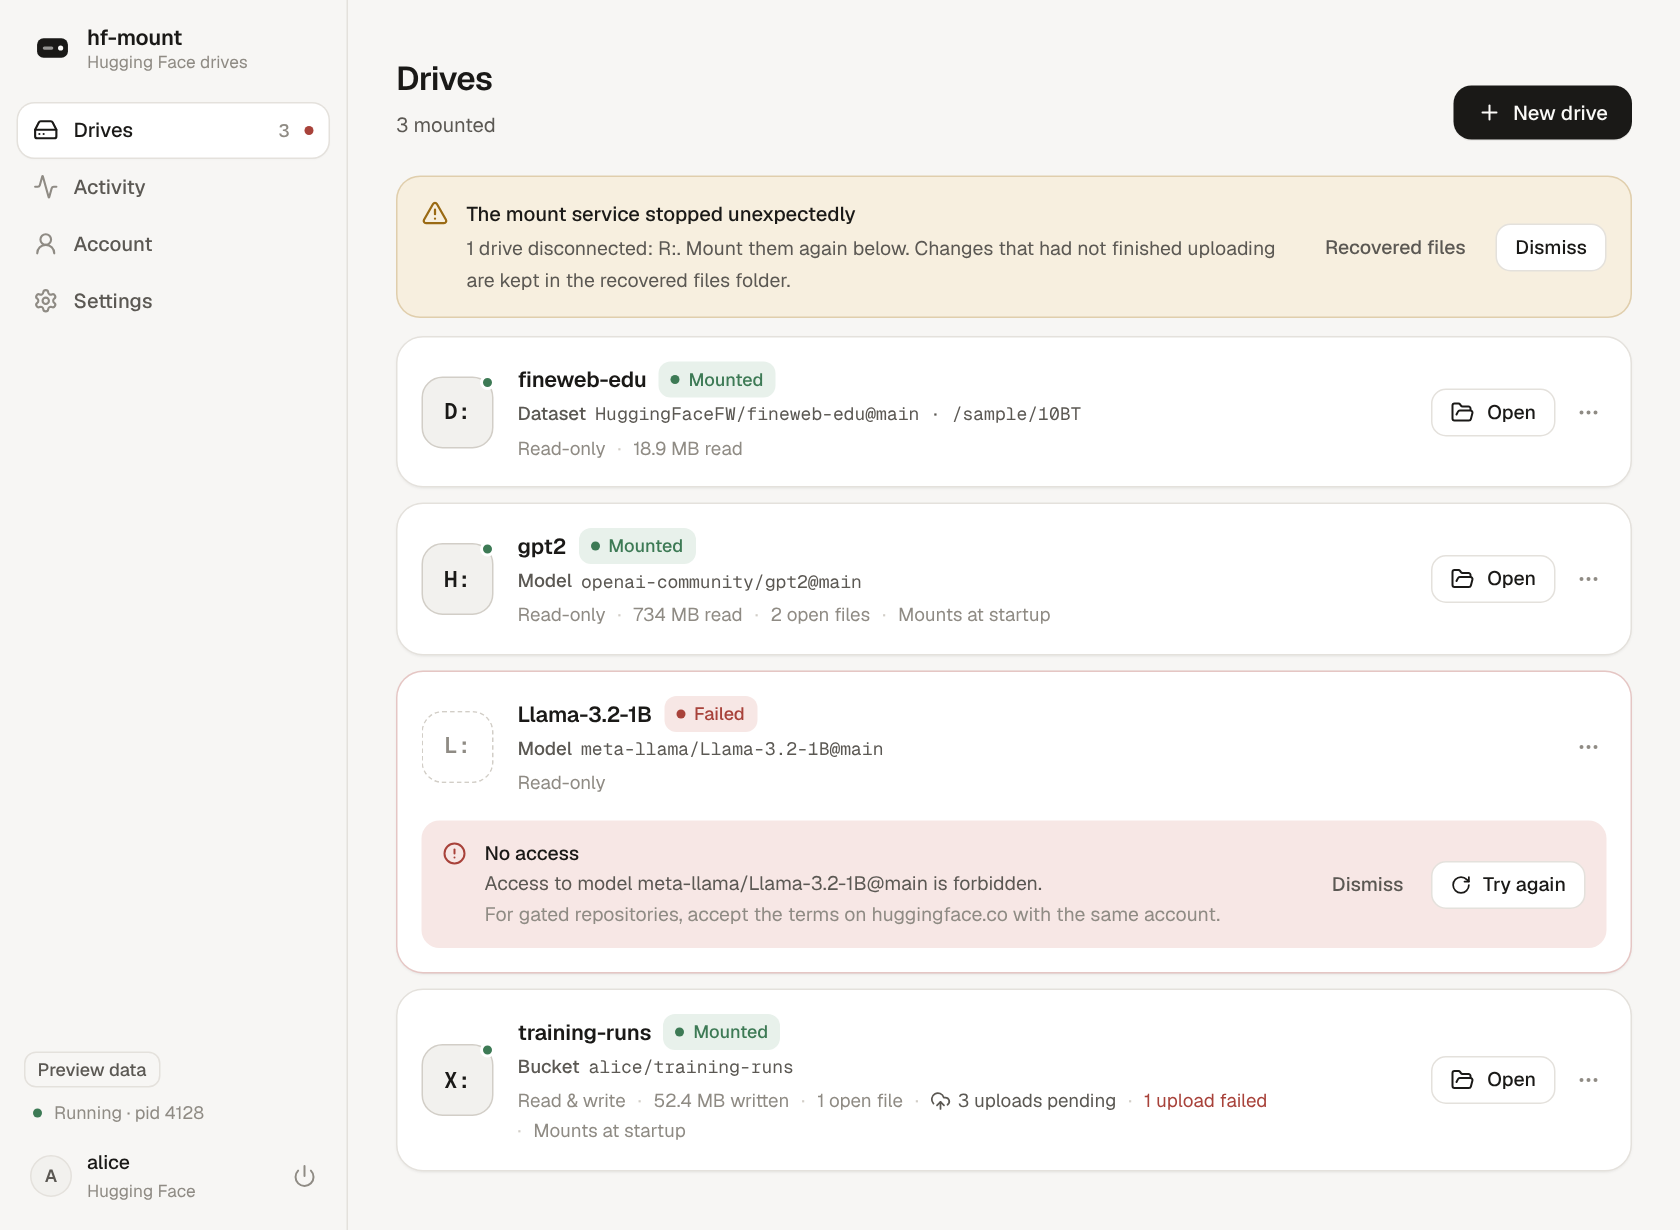 hf-mount
Hugging Face drives
Drives 3
Activity
Account
Settings
Preview data
Running · pid 4128
A
alice
Hugging Face
Drives
3 mounted
New drive
The mount service stopped unexpectedly
1 drive disconnected: R:. Mount them again below. Changes that had not finished uploading
are kept in the recovered files folder.
Recovered files
Dismiss
D:
fineweb-edu Mounted
Dataset HuggingFaceFW/fineweb-edu@main · /sample/10BT
Read-only · 18.9 MB read
Open
H:
gpt2 Mounted
Model openai-community/gpt2@main
Read-only · 734 MB read · 2 open files · Mounts at startup
Open
L:
Llama-3.2-1B Failed
Model meta-llama/Llama-3.2-1B@main
Read-only
No access
Access to model meta-llama/Llama-3.2-1B@main is forbidden.
For gated repositories, accept the terms on huggingface.co with the same account.
Dismiss
Try again
X:
training-runs Mounted
Bucket alice/training-runs
Read & write · 52.4 MB written · 1 open file · 3 uploads pending · 1 upload failed
· Mounts at startup
Open